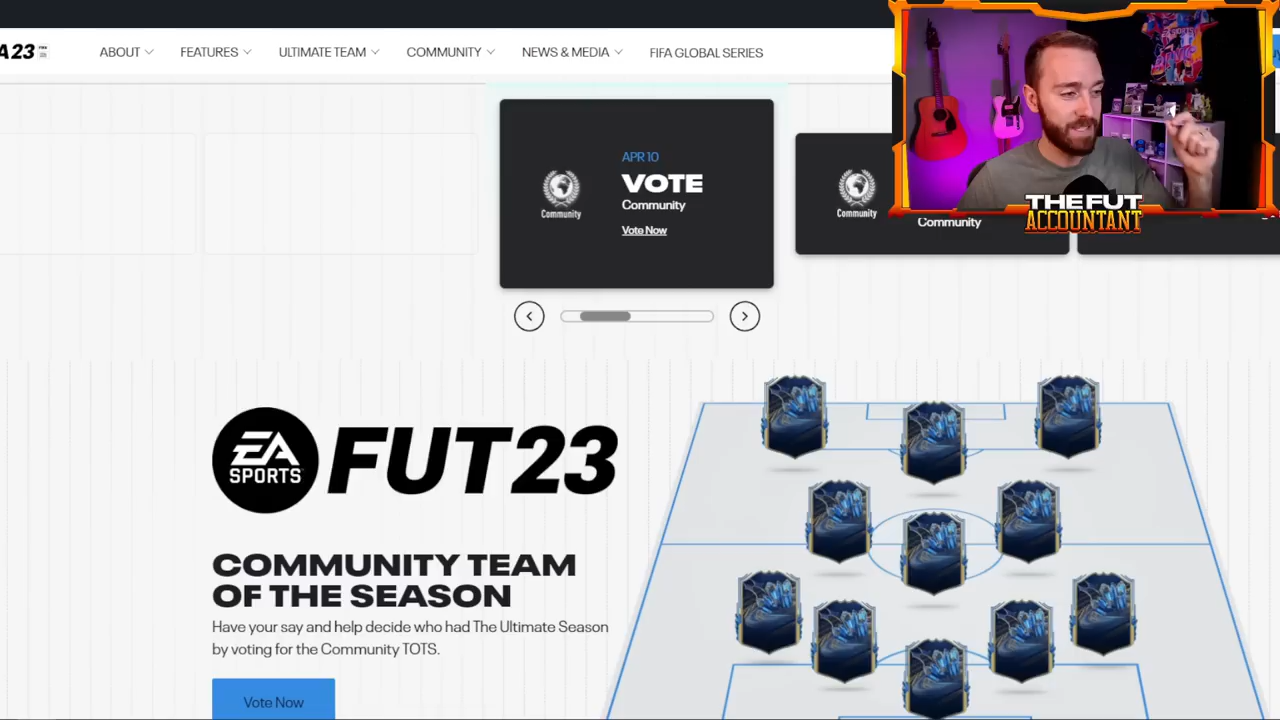 A 23
ABOUT
FEATURES
ULTIMATE TEAM
COMMUNITY
NEWS & MEDIA
FIFA GLOBAL SERIES
Community
APR 10
VOTE
Community
Vote Now
Community
Community
THE FUT
ACCOUNTANT
EA
SPORTS
FUT23
COMMUNITY TEAM
OF THE SEASON
Have your say and help decide who had The Ultimate Season
by voting for the Community TOTS.
Vote Now